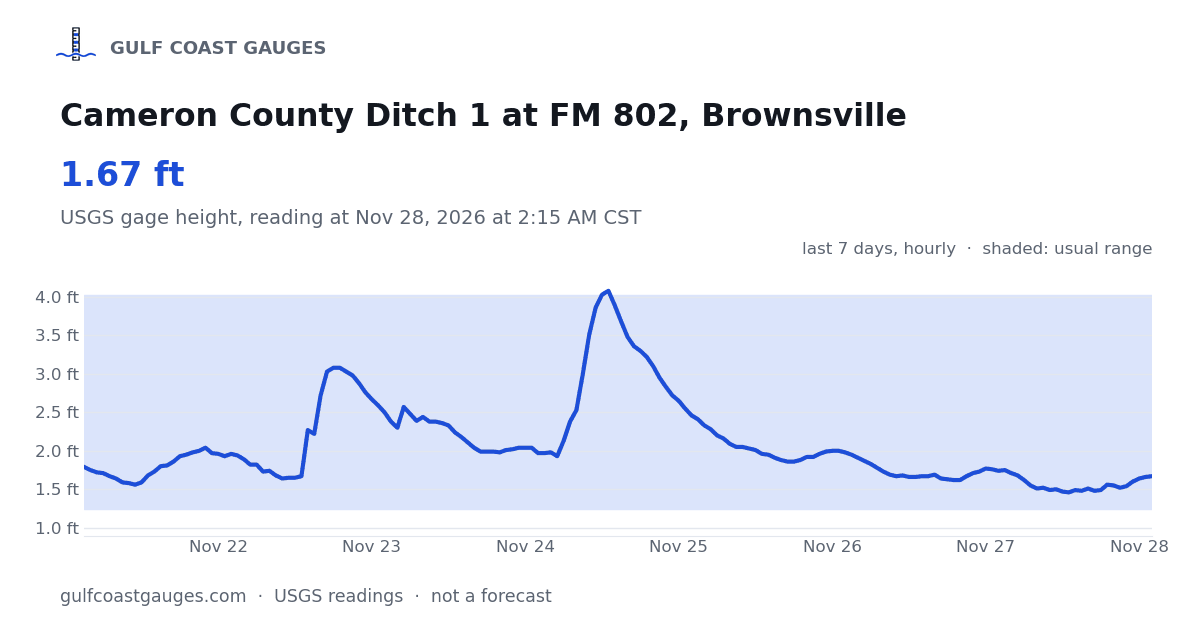 GULF COAST GAUGES
Cameron County Ditch 1 at FM 802, Brownsville
1.67 ft
USGS gage height, reading at Nov 28, 2026 at 2:15 AM CST
last 7 days, hourly · shaded: usual range
4.0 ft
3.5 ft
3.0 ft
2.5 ft
2.0 ft
1.5 ft
1.0 ft
Nov 22 Nov 23 Nov 24 Nov 25 Nov 26 Nov 27 Nov 28
gulfcoastgauges.com · USGS readings · not a forecast